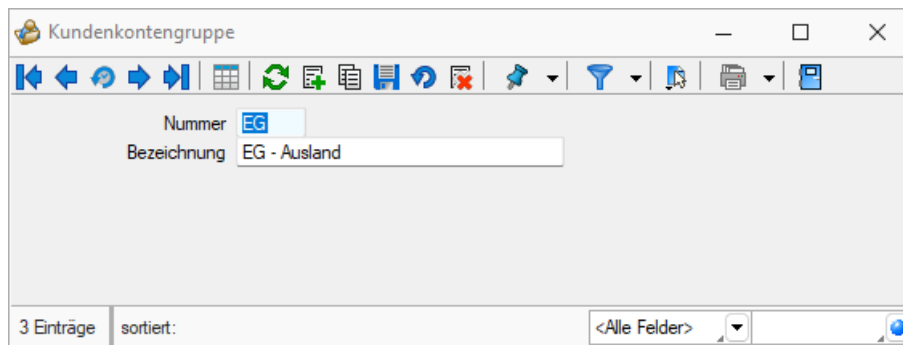 Kundenkontengruppe
Nummer EG
Bezeichnung EG - Ausland
3 Einträge sortiert: <Alle Felder>